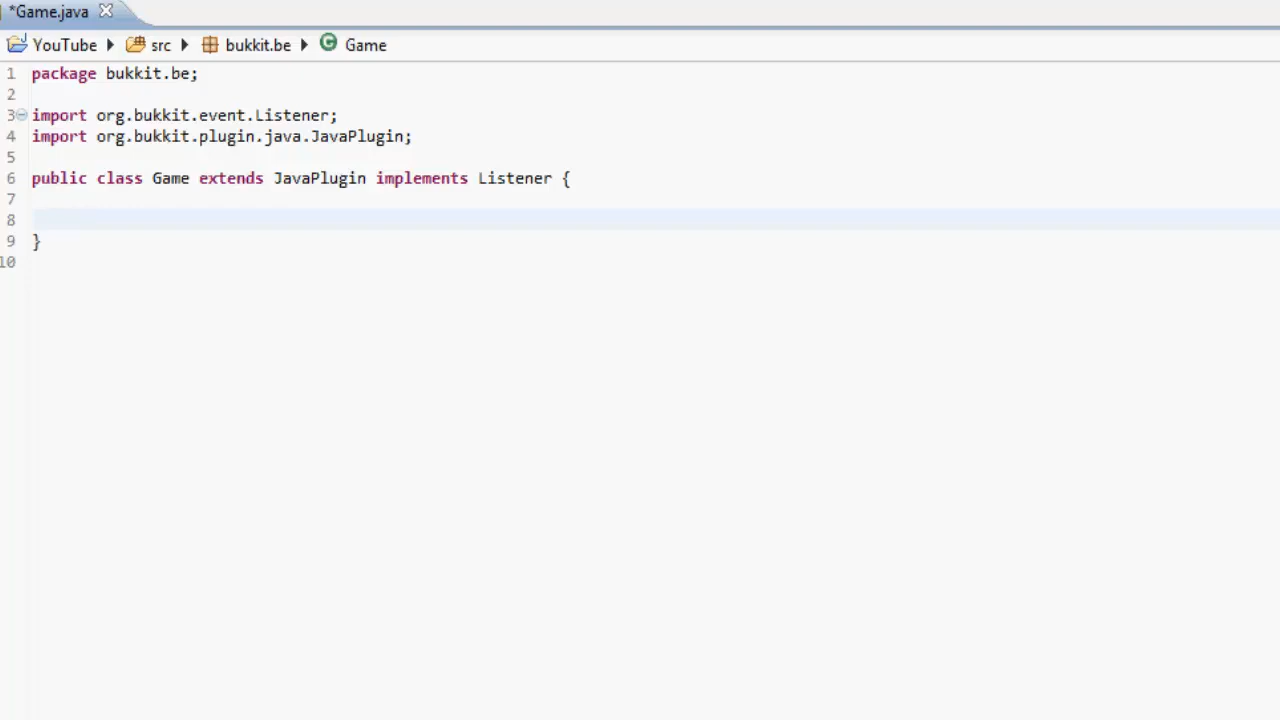 *Game.java
YouTube src bukkit.be Game
1 package bukkit.be;
2
3 import org.bukkit.event.Listener;
4 import org.bukkit.plugin.java.JavaPlugin;
5
6 public class Game extends JavaPlugin implements Listener {
7
8
9 }
10